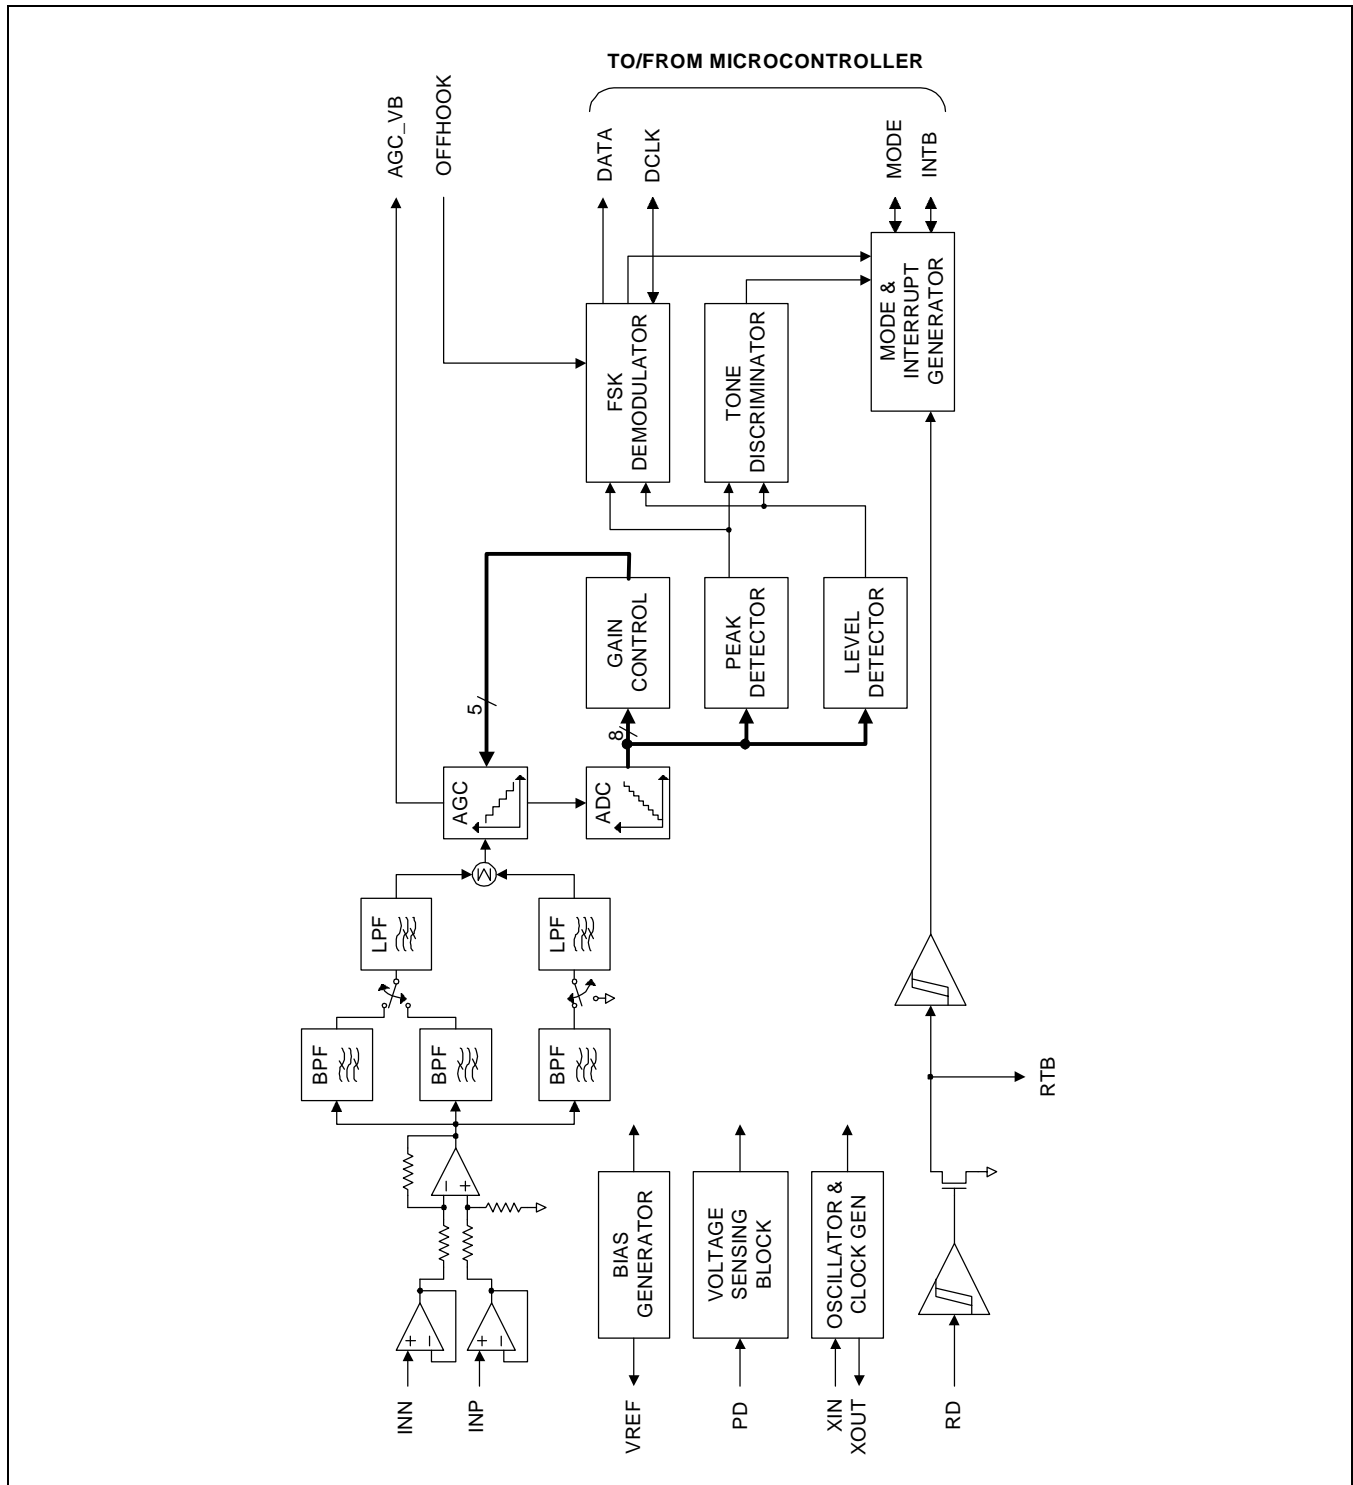 TO/FROM MICROCONTROLLER
AGC_VB
OFFHOOK
DATA
DCLK
MODE
INTB
FSK
DEMODULATOR
TONE
DISCRIMINATOR
MODE &
INTERRUPT
GENERATOR
GAIN
CONTROL
PEAK
DETECTOR
LEVEL
DETECTOR
5
8
AGC
ADC
Σ
LPF
LPF
BPF
BPF
BPF
RTB
−
+
+
−
+
−
BIAS
GENERATOR
VOLTAGE
SENSING
BLOCK
OSCILLATOR &
CLOCK GEN
INN
INP
VREF
PD
XIN
XOUT
RD